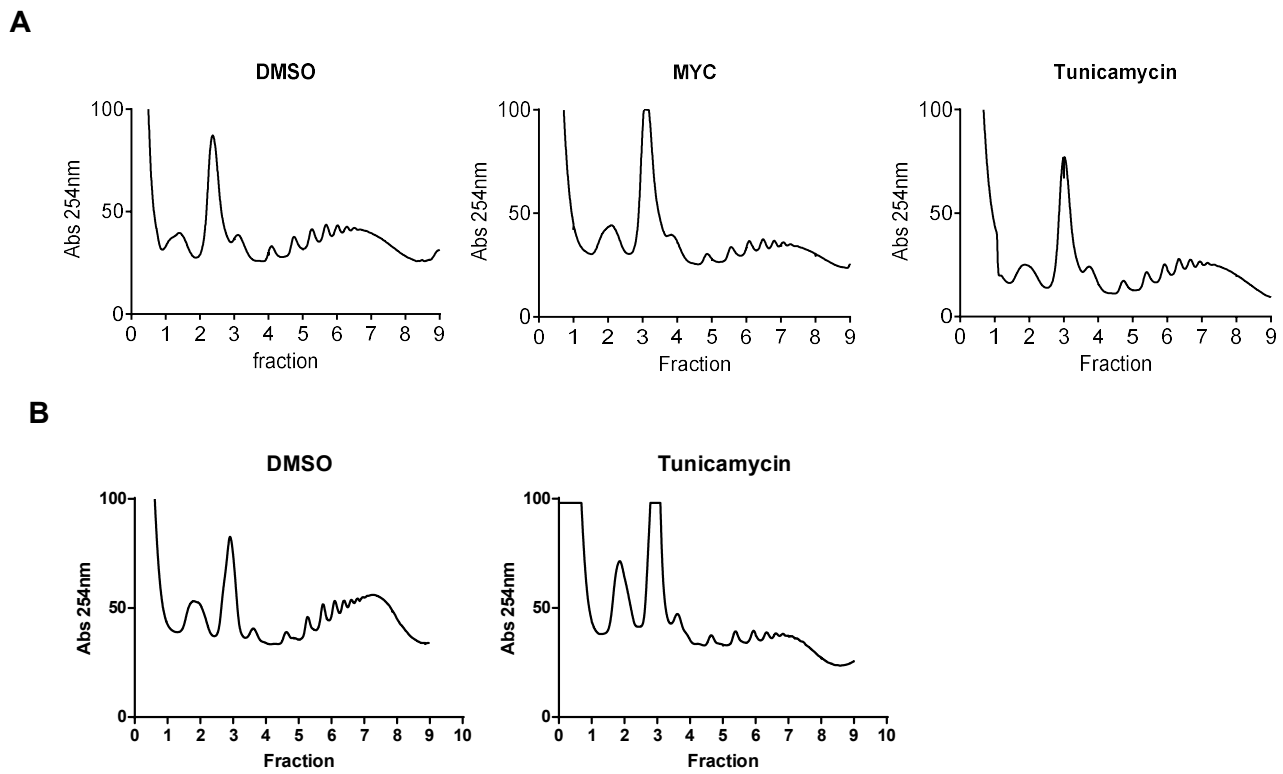 A
DMSO MYC Tunicamycin
100 100 100
Abs 254nm Abs 254nm Abs 254nm
50 50 50
0 0 0
0 1 2 3 4 5 6 7 8 9 0 1 2 3 4 5 6 7 8 9 0 1 2 3 4 5 6 7 8 9
fraction Fraction Fraction
B
DMSO Tunicamycin
100 100
Abs 254nm Abs 254nm
50 50
0 0
0 1 2 3 4 5 6 7 8 9 10 0 1 2 3 4 5 6 7 8 9 10
Fraction Fraction